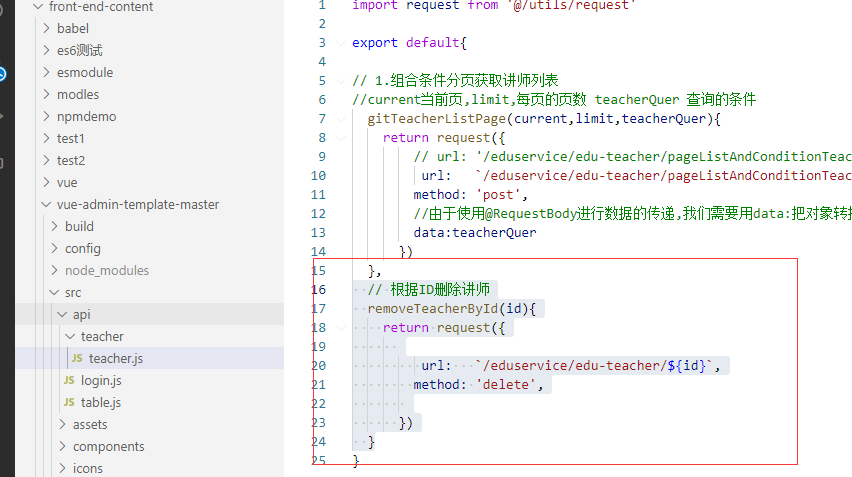 front-end-content
babel
es6测试
esmodule
modles
npmdemo
test1
test2
vue
vue-admin-template-master
build
config
node_modules
src
api
teacher
JS teacher.js
JS login.js
JS table.js
assets
components
icons
1 import request from '@/utils/request'
2
3 export default{
4
5 // 1.组合条件分页获取讲师列表
6 //current当前页,limit,每页的页数 teacherQuer 查询的条件
7 gitTeacherListPage(current,limit,teacherQuer){
8 return request({
9 // url: '/eduservice/edu-teacher/pageListAndConditionTeac
10 url: `/eduservice/edu-teacher/pageListAndConditionTeac
11 method: 'post',
12 //由于使用@RequestBody进行数据的传递,我们需要用data:把对象转换
13 data:teacherQuer
14 })
15 },
16 // 根据ID删除讲师
17 removeTeacherById(id){
18 return request({
19
20 url: `/eduservice/edu-teacher/${id}`,
21 method: 'delete',
22
23 })
24 }
25 }